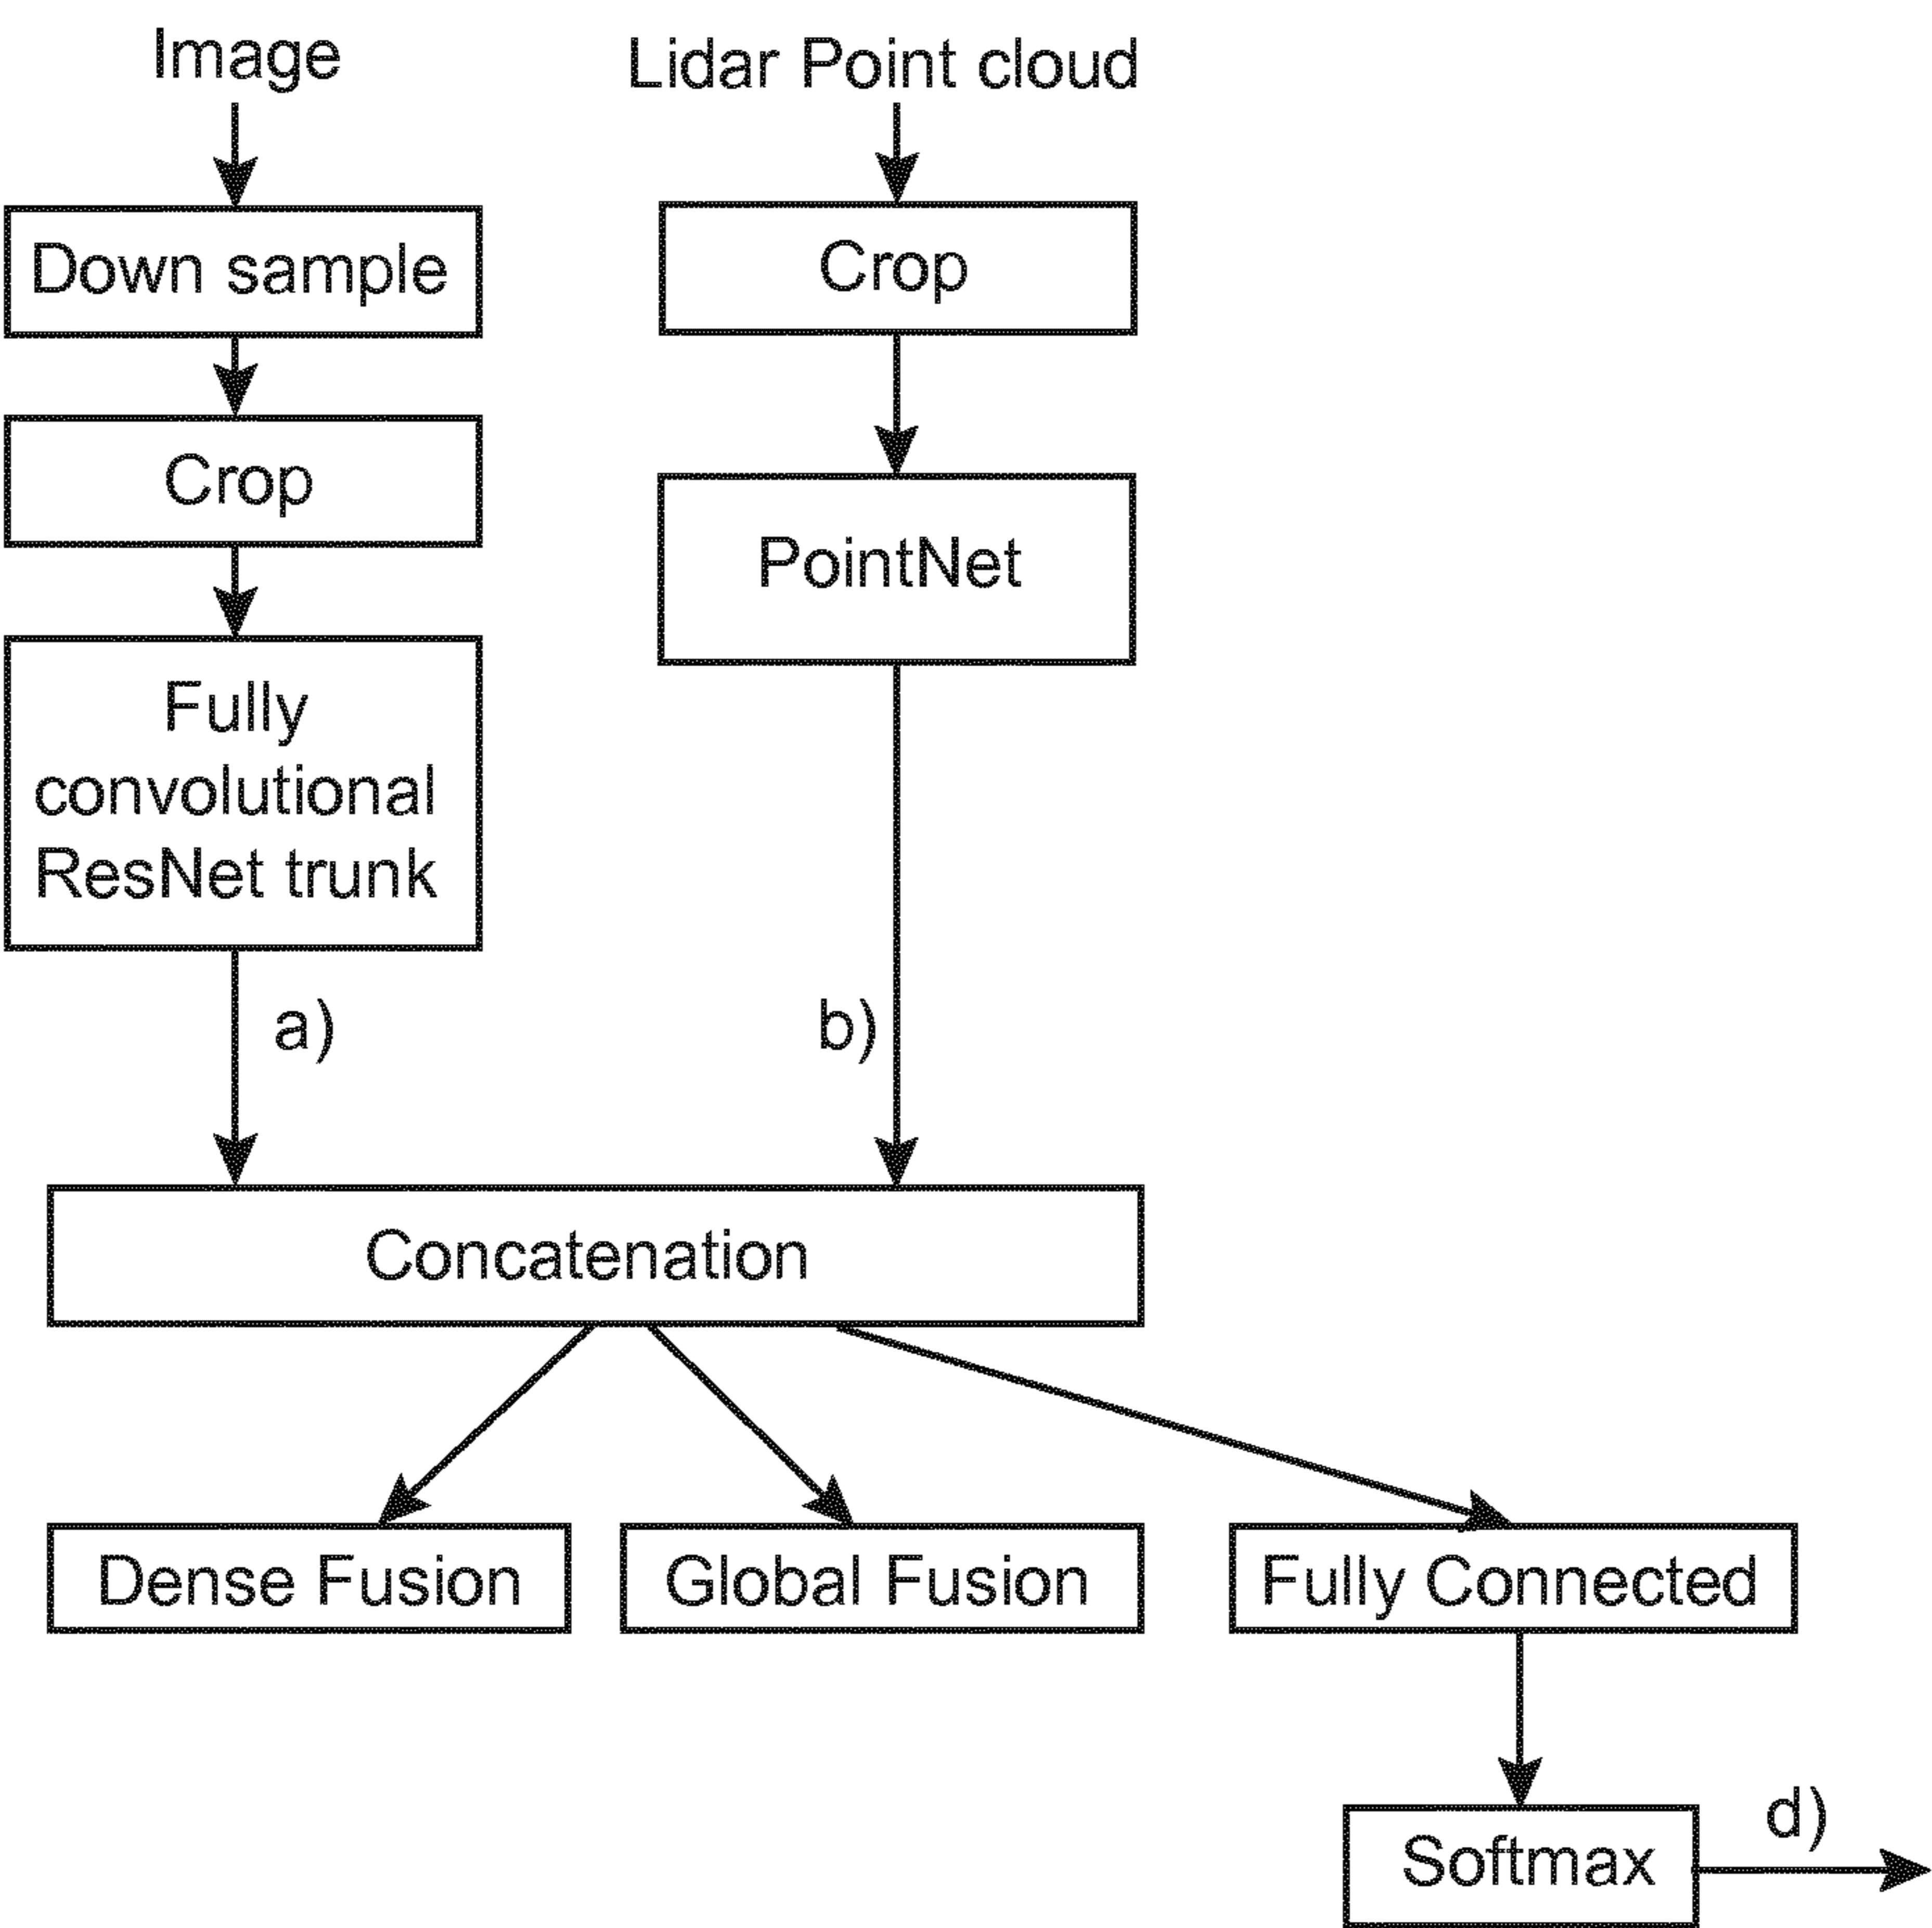 Image
Lidar Point cloud
Down sample
Crop
Crop
PointNet
Fully
convolutional
ResNet trunk
a)
b)
Concatenation
Dense Fusion
Global Fusion
Fully Connected
Softmax
d)